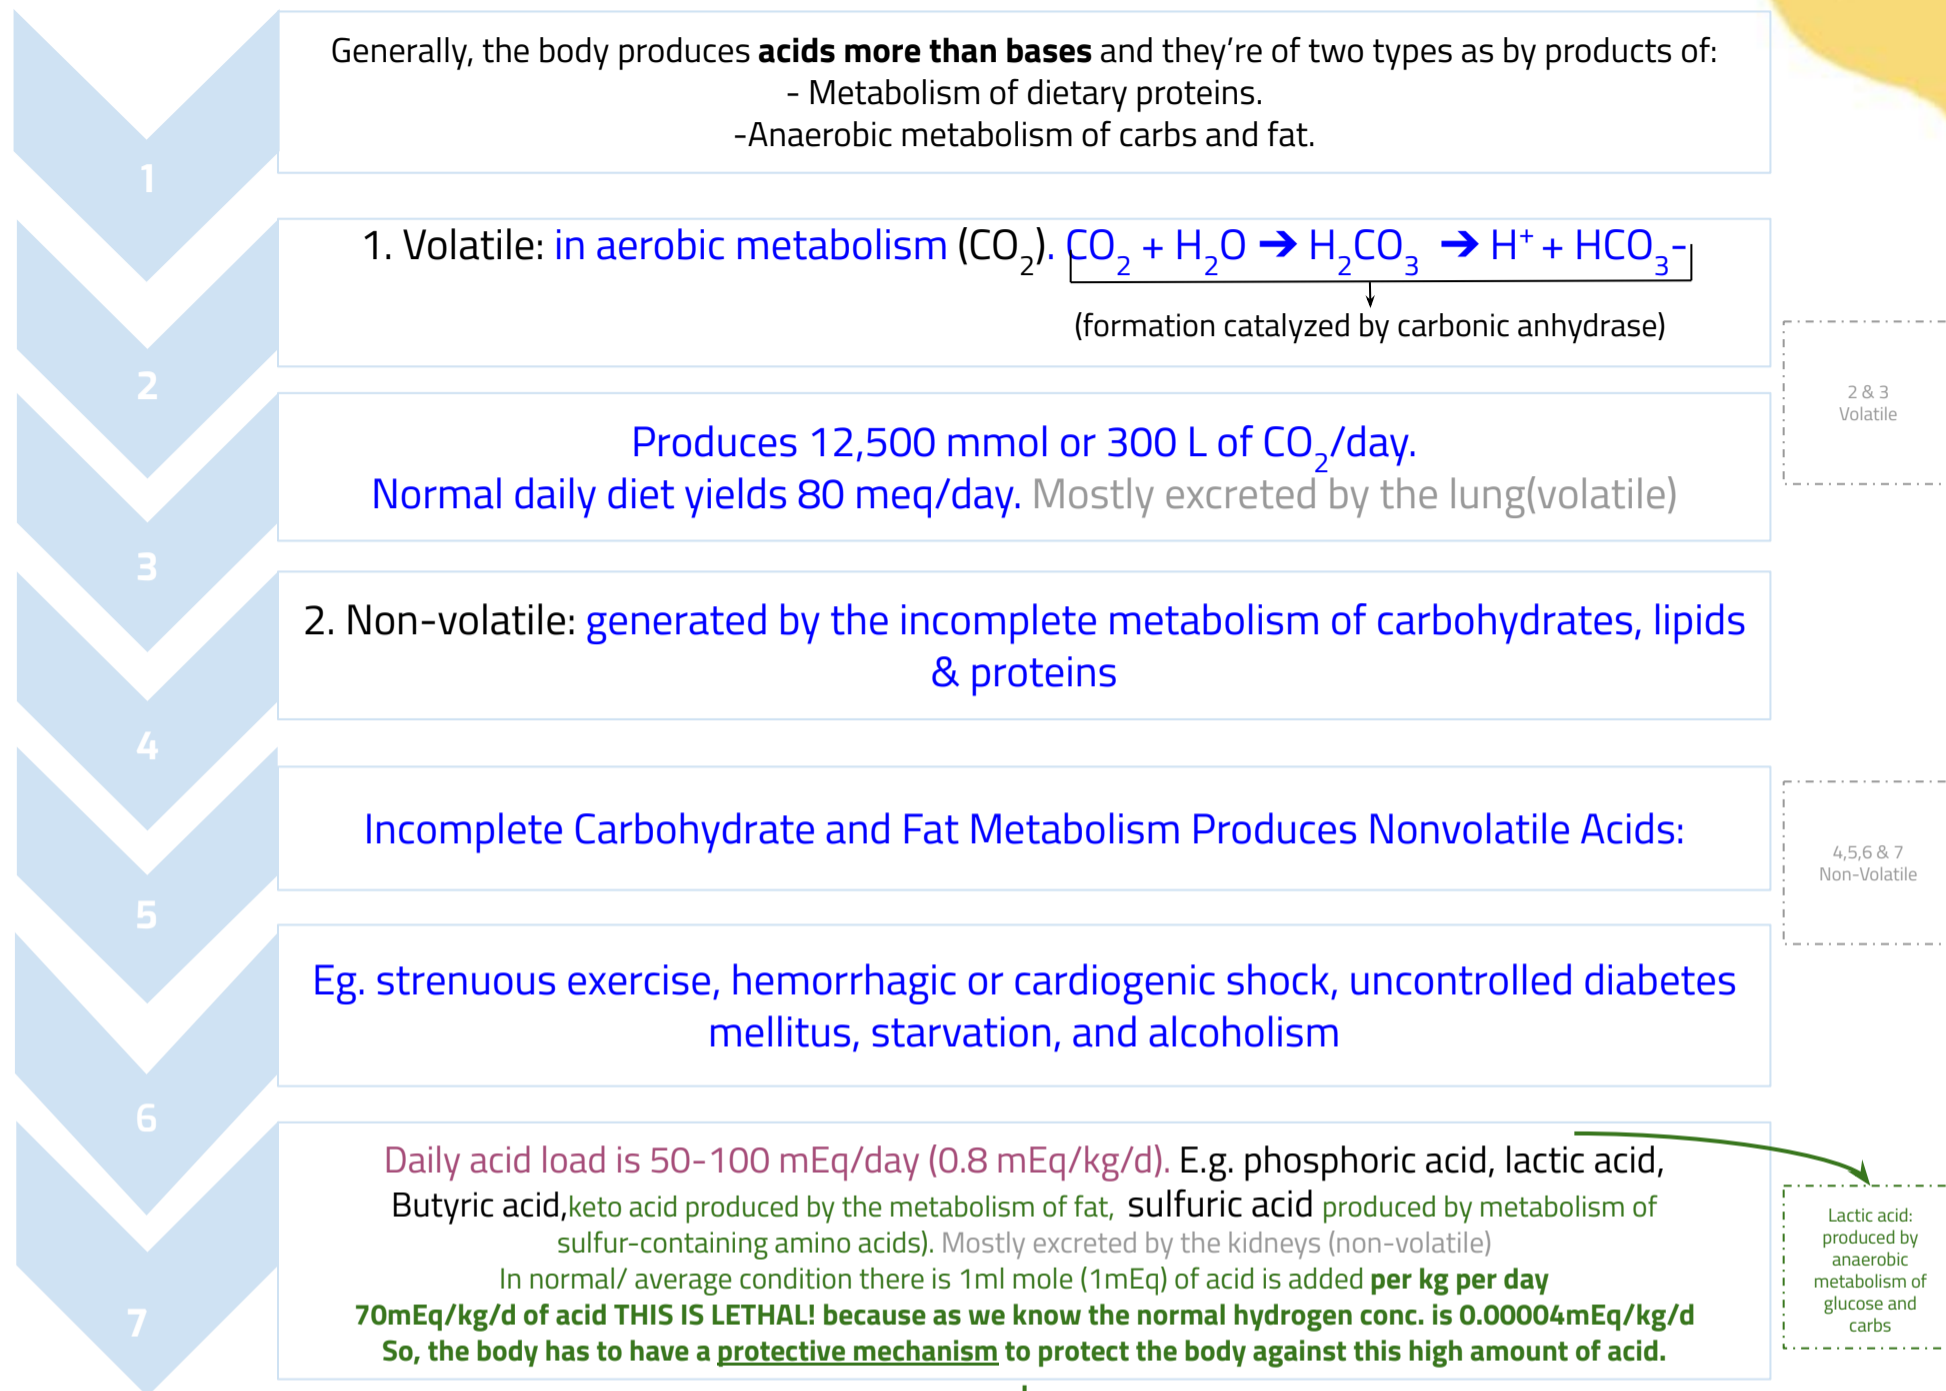 Generally, the body produces acids more than bases and they're of two types as by products of:
- Metabolism of dietary proteins.
-Anaerobic metabolism of carbs and fat.
1
1. Volatile: in aerobic metabolism (CO₂). CO₂ + H₂O ➔ H₂CO₃ ➔ H⁺ + HCO₃-
(formation catalyzed by carbonic anhydrase)
2
2 & 3
Volatile
Produces 12,500 mmol or 300 L of CO₂/day.
Normal daily diet yields 80 meq/day. Mostly excreted by the lung(volatile)
3
2. Non-volatile: generated by the incomplete metabolism of carbohydrates, lipids
& proteins
4
Incomplete Carbohydrate and Fat Metabolism Produces Nonvolatile Acids:
5
4,5,6 & 7
Non-Volatile
Eg. strenuous exercise, hemorrhagic or cardiogenic shock, uncontrolled diabetes
mellitus, starvation, and alcoholism
6
Daily acid load is 50-100 mEq/day (0.8 mEq/kg/d). E.g. phosphoric acid, lactic acid,
Butyric acid,keto acid produced by the metabolism of fat, sulfuric acid produced by metabolism of
sulfur-containing amino acids). Mostly excreted by the kidneys (non-volatile)
In normal/ average condition there is 1ml mole (1mEq) of acid is added per kg per day
70mEq/kg/d of acid THIS IS LETHAL! because as we know the normal hydrogen conc. is 0.00004mEq/kg/d
So, the body has to have a protective mechanism to protect the body against this high amount of acid.
7
Lactic acid:
produced by
anaerobic
metabolism of
glucose and
carbs